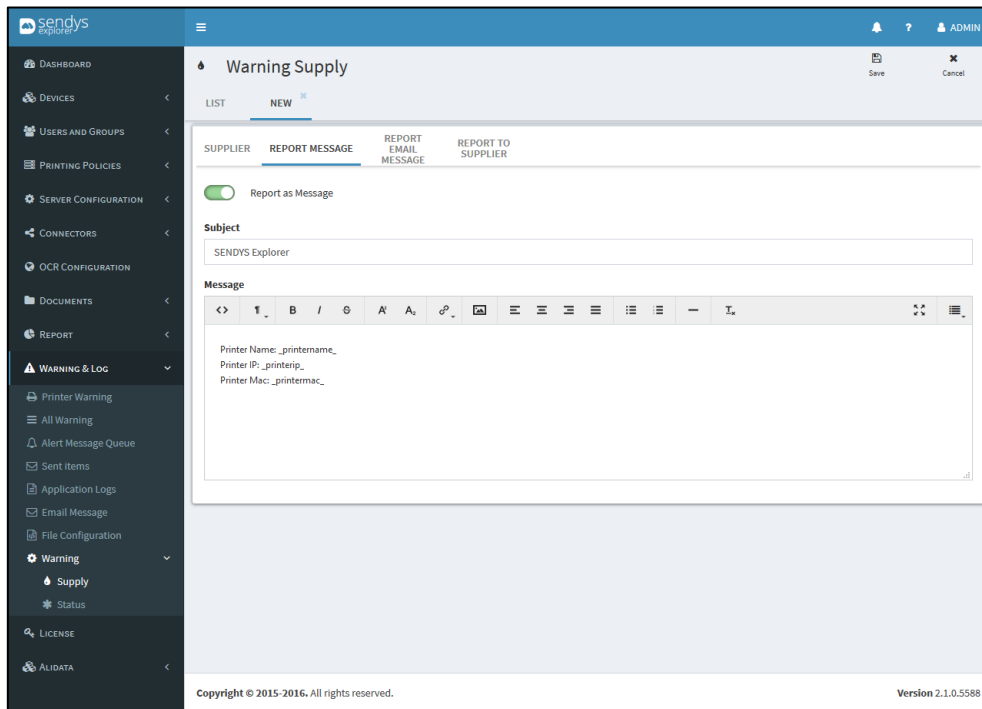 sendys
explorer
ADMIN
DASHBOARD
DEVICES
USERS AND GROUPS
PRINTING POLICIES
SERVER CONFIGURATION
CONNECTORS
OCR CONFIGURATION
DOCUMENTS
REPORT
WARNING & LOG
Printer Warning
All Warning
Alert Message Queue
Sent items
Application Logs
Email Message
File Configuration
Warning
Supply
Status
LICENSE
ALIDATA
Warning Supply
Save
Cancel
LIST
NEW
SUPPLIER
REPORT MESSAGE
REPORT
EMAIL
MESSAGE
REPORT TO
SUPPLIER
Report as Message
Subject
SENDYS Explorer
Message
Printer Name: _printername_
Printer IP: _printerip_
Printer Mac: _printermac_
Copyright © 2015-2016. All rights reserved.
Version 2.1.0.5588